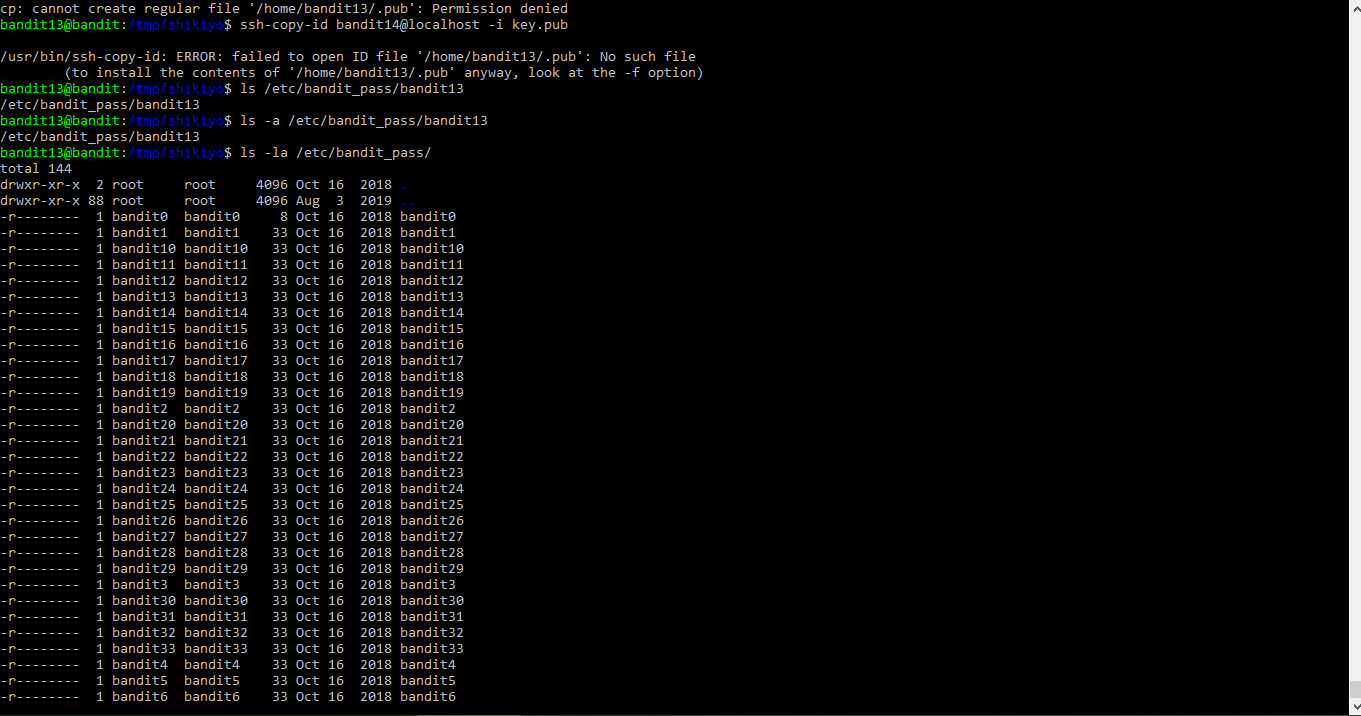 cp: cannot create regular file '/home/bandit13/.pub': Permission denied
bandit13@bandit:/tmp/shikiyo$ ssh-copy-id bandit14@localhost -i key.pub
/usr/bin/ssh-copy-id: ERROR: failed to open ID file '/home/bandit13/.pub': No such file
        (to install the contents of '/home/bandit13/.pub' anyway, look at the -f option)
bandit13@bandit:/tmp/shikiyo$ ls /etc/bandit_pass/bandit13
/etc/bandit_pass/bandit13
bandit13@bandit:/tmp/shikiyo$ ls -a /etc/bandit_pass/bandit13
/etc/bandit_pass/bandit13
bandit13@bandit:/tmp/shikiyo$ ls -la /etc/bandit_pass/
total 144
drwxr-xr-x  2 root     root     4096 Oct 16  2018 .
drwxr-xr-x 88 root     root     4096 Aug  3  2019 ..
-r--------  1 bandit0  bandit0     8 Oct 16  2018 bandit0
-r--------  1 bandit1  bandit1    33 Oct 16  2018 bandit1
-r--------  1 bandit10 bandit10   33 Oct 16  2018 bandit10
-r--------  1 bandit11 bandit11   33 Oct 16  2018 bandit11
-r--------  1 bandit12 bandit12   33 Oct 16  2018 bandit12
-r--------  1 bandit13 bandit13   33 Oct 16  2018 bandit13
-r--------  1 bandit14 bandit14   33 Oct 16  2018 bandit14
-r--------  1 bandit15 bandit15   33 Oct 16  2018 bandit15
-r--------  1 bandit16 bandit16   33 Oct 16  2018 bandit16
-r--------  1 bandit17 bandit17   33 Oct 16  2018 bandit17
-r--------  1 bandit18 bandit18   33 Oct 16  2018 bandit18
-r--------  1 bandit19 bandit19   33 Oct 16  2018 bandit19
-r--------  1 bandit2  bandit2    33 Oct 16  2018 bandit2
-r--------  1 bandit20 bandit20   33 Oct 16  2018 bandit20
-r--------  1 bandit21 bandit21   33 Oct 16  2018 bandit21
-r--------  1 bandit22 bandit22   33 Oct 16  2018 bandit22
-r--------  1 bandit23 bandit23   33 Oct 16  2018 bandit23
-r--------  1 bandit24 bandit24   33 Oct 16  2018 bandit24
-r--------  1 bandit25 bandit25   33 Oct 16  2018 bandit25
-r--------  1 bandit26 bandit26   33 Oct 16  2018 bandit26
-r--------  1 bandit27 bandit27   33 Oct 16  2018 bandit27
-r--------  1 bandit28 bandit28   33 Oct 16  2018 bandit28
-r--------  1 bandit29 bandit29   33 Oct 16  2018 bandit29
-r--------  1 bandit3  bandit3    33 Oct 16  2018 bandit3
-r--------  1 bandit30 bandit30   33 Oct 16  2018 bandit30
-r--------  1 bandit31 bandit31   33 Oct 16  2018 bandit31
-r--------  1 bandit32 bandit32   33 Oct 16  2018 bandit32
-r--------  1 bandit33 bandit33   33 Oct 16  2018 bandit33
-r--------  1 bandit4  bandit4    33 Oct 16  2018 bandit4
-r--------  1 bandit5  bandit5    33 Oct 16  2018 bandit5
-r--------  1 bandit6  bandit6    33 Oct 16  2018 bandit6